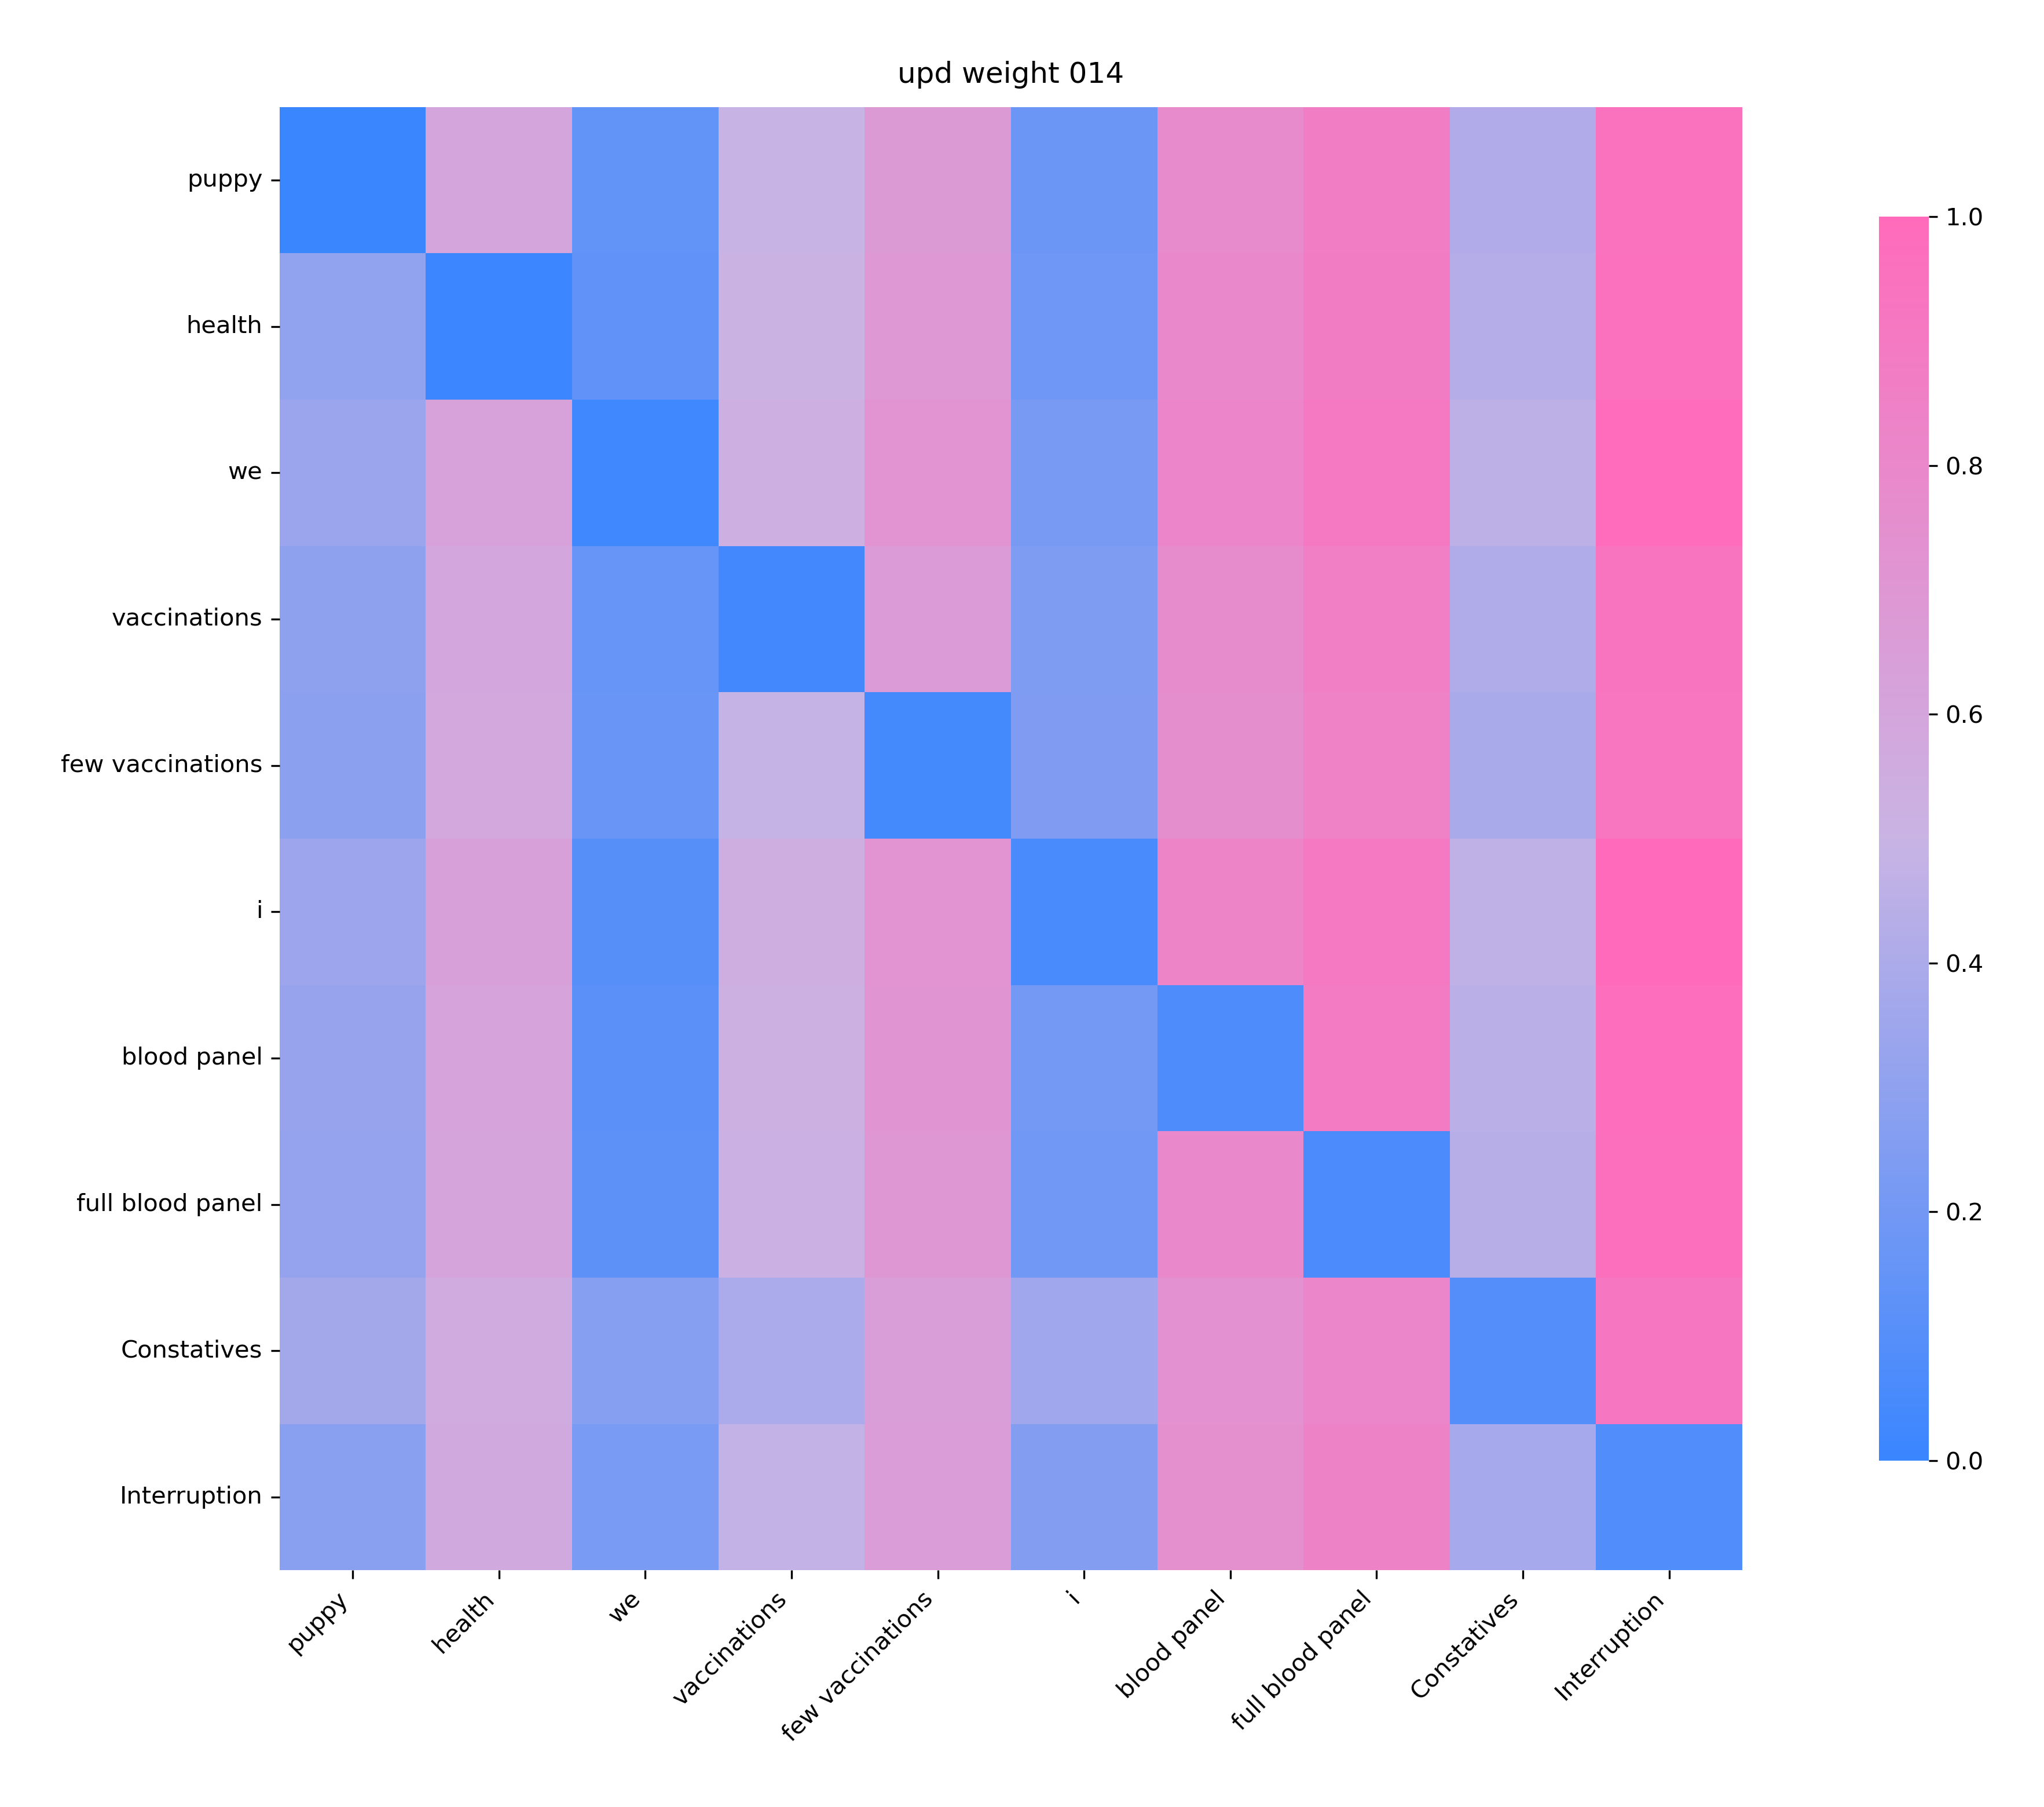 upd weight 014
puppy
health
we
vaccinations
few vaccinations
i
blood panel
full blood panel
Constatives
Interruption
puppy
health
we
vaccinations
few vaccinations
i
blood panel
full blood panel
Constatives
Interruption
1.0
0.8
0.6
0.4
0.2
0.0